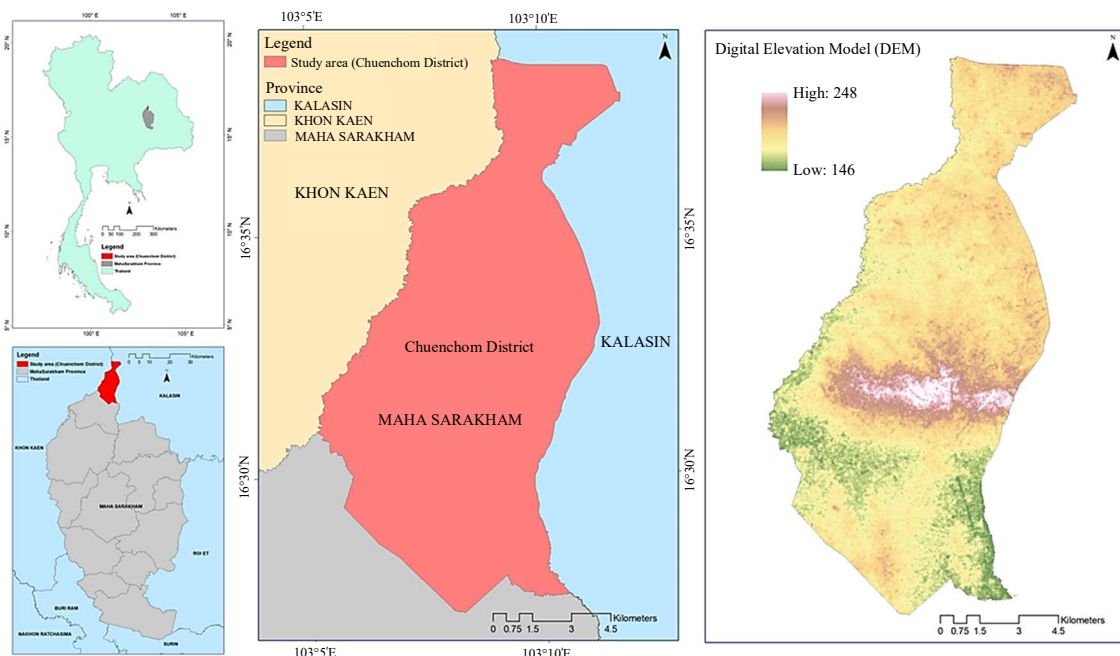 100° E
105° E
20° N
20° N
15° N
15° N
10° N
10° N
5° N
5° N
N
0 50 100 200 300
Kilometers
Legend
Study area (Chuenchom District)
MahaSarakham Province
Thailand
100° E
105° E
Legend
Study area (Chuenchom District)
MahaSarakham Province
Thailand
Kilometers
0 5 10 20 30
N
KALASIN
KHON KAEN
MAHA SARAKHAM
ROI ET
BURI RAM
NAKHON RATCHASIMA
SURIN
103°5'E
103°10'E
Legend
Study area (Chuenchom District)
Province
KALASIN
KHON KAEN
MAHA SARAKHAM
N
KHON KAEN
16°35'N
16°35'N
Chuenchom District
KALASIN
MAHA SARAKHAM
16°30'N
16°30'N
Kilometers
0 0.75 1.5 3 4.5
103°5'E
103°10'E
Digital Elevation Model (DEM)
N
High: 248
Low: 146
Kilometers
0 0.75 1.5 3 4.5